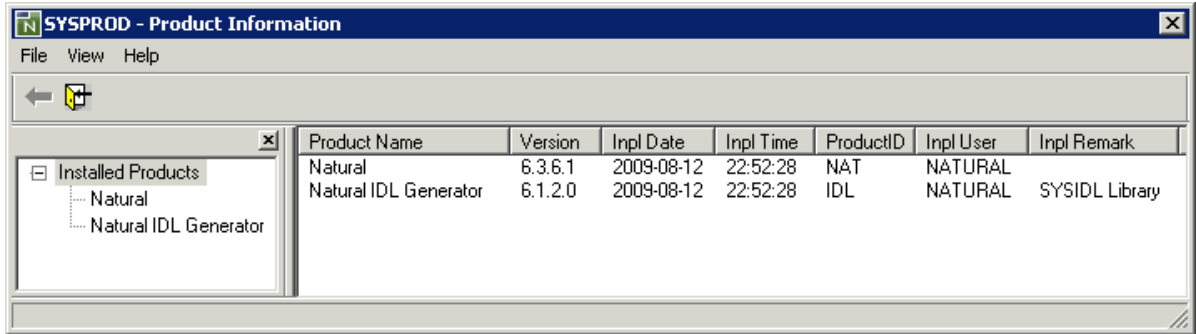 SYSPROD - Product Information
File View Help
Installed Products
Natural
Natural IDL Generator
Product Name Version Inpl Date Inpl Time ProductID Inpl User Inpl Remark
Natural 6.3.6.1 2009-08-12 22:52:28 NAT NATURAL
Natural IDL Generator 6.1.2.0 2009-08-12 22:52:28 IDL NATURAL SYSIDL Library